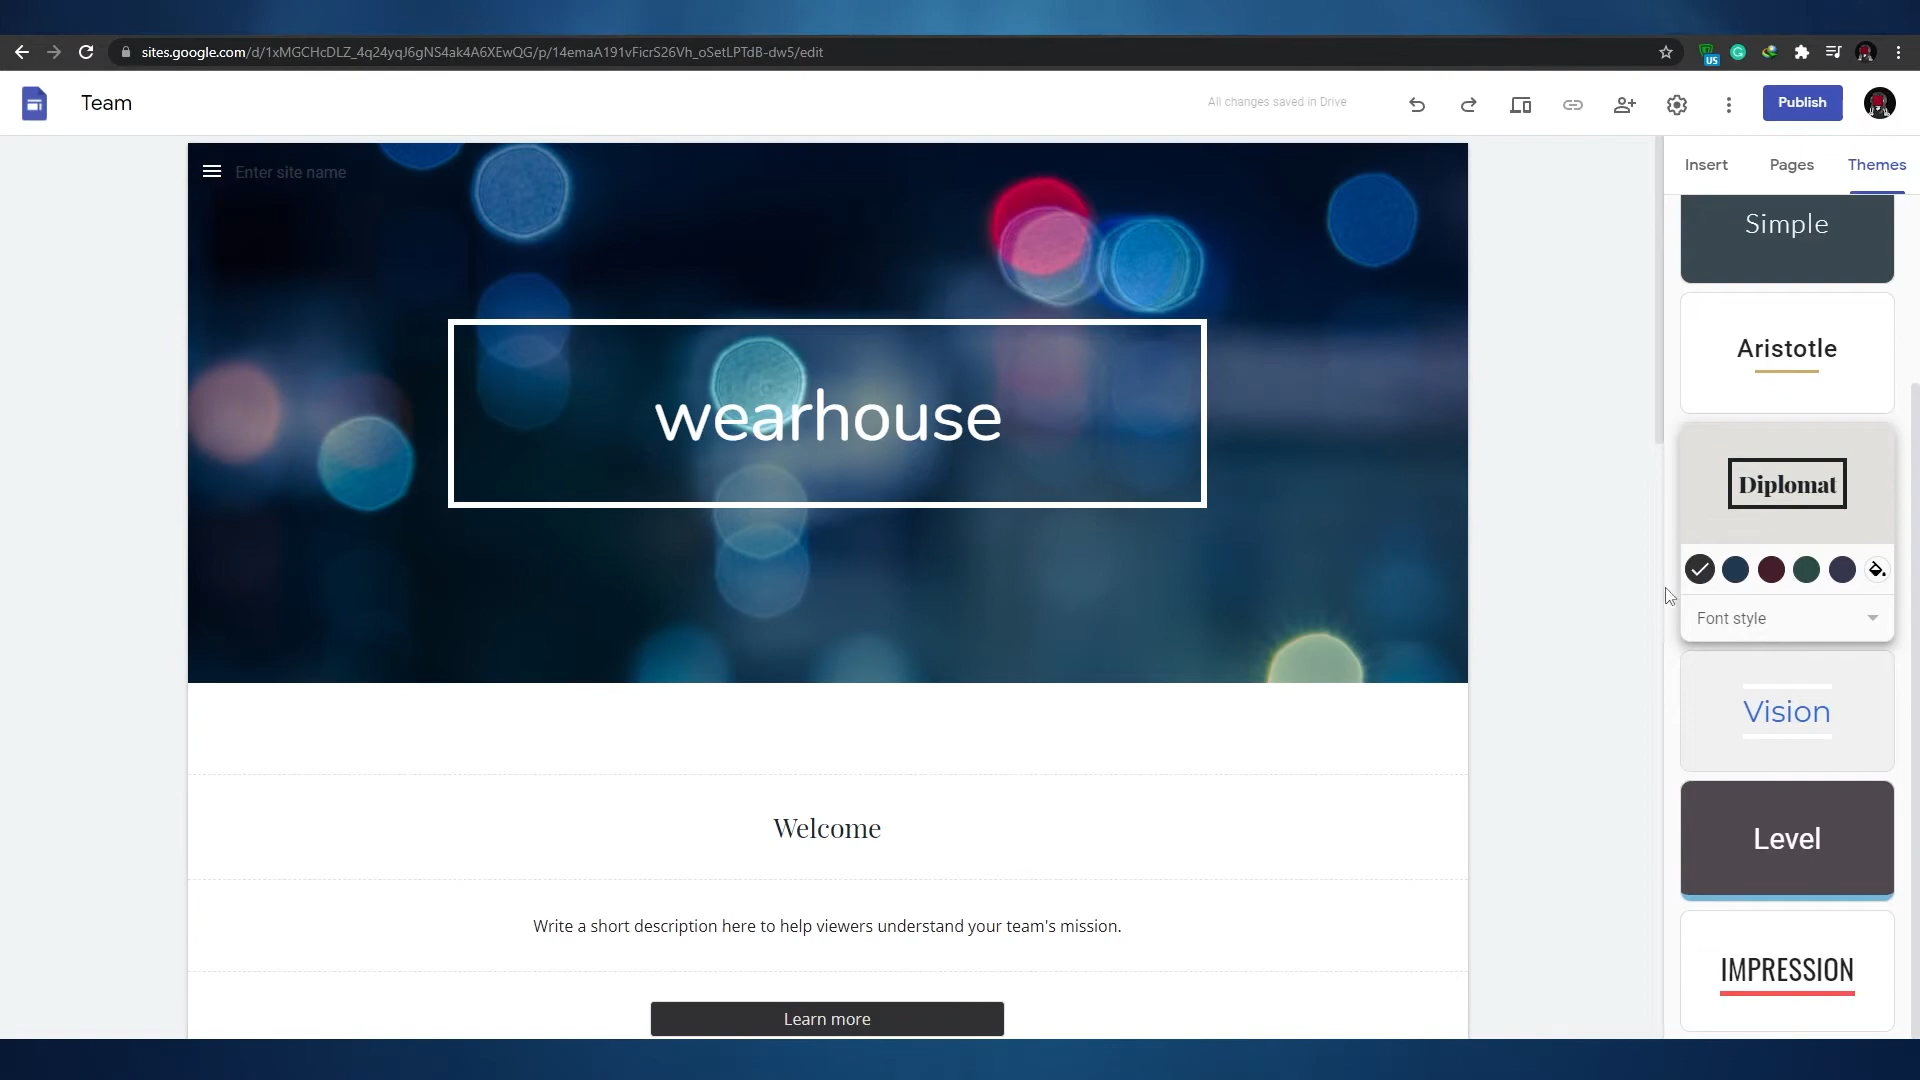 sites.google.com/d/1xMGCHcDLZ_4q24yqJ6gNS4ak4A6XEwQG/p/14emaA191vFicrS26Vh_oSetLPTdB-dw5/edit
US
Team
All changes saved in Drive
Publish
Insert
Pages
Themes
Enter site name
wearhouse
Welcome
Write a short description here to help viewers understand your team's mission.
Learn more
Simple
Aristotle
Diplomat
Font style
Vision
Level
IMPRESSION